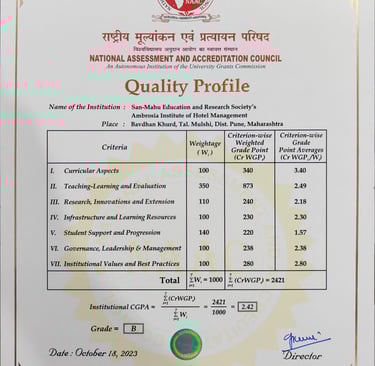 NAAC
राष्ट्रीय मूल्यांकन एवं प्रत्यायन परिषद
विश्वविद्यालय अनुदान आयोग का स्वायत्त संस्थान
NATIONAL ASSESSMENT AND ACCREDITATION COUNCIL
An Autonomous Institution of the University Grants Commission
Quality Profile
Name of the Institution : San-Mahu Education and Research Society's
Ambrosia Institute of Hotel Management
Place : Bavdhan Khurd, Tal. Mulshi, Dist. Pune, Maharashtra
Criteria Weightage (Wi) Criterion-wise Weighted Grade Point (Cr WGPi) Criterion-wise Grade Point Averages (Cr WGPi/Wi)
I. Curricular Aspects 100 340 3.40
II. Teaching-Learning and Evaluation 350 873 2.49
III. Research, Innovations and Extension 110 240 2.18
IV. Infrastructure and Learning Resources 100 230 2.30
V. Student Support and Progression 140 220 1.57
VI. Governance, Leadership & Management 100 238 2.38
VII. Institutional Values and Best Practices 100 280 2.80
Total Σ Wi = 1000 Σ (CrWGPi) = 2421
Institutional CGPA = Σ (CrWGPi) / Σ Wi = 2421 / 1000 = 2.42
Grade = B
Date : October 18, 2023
Director